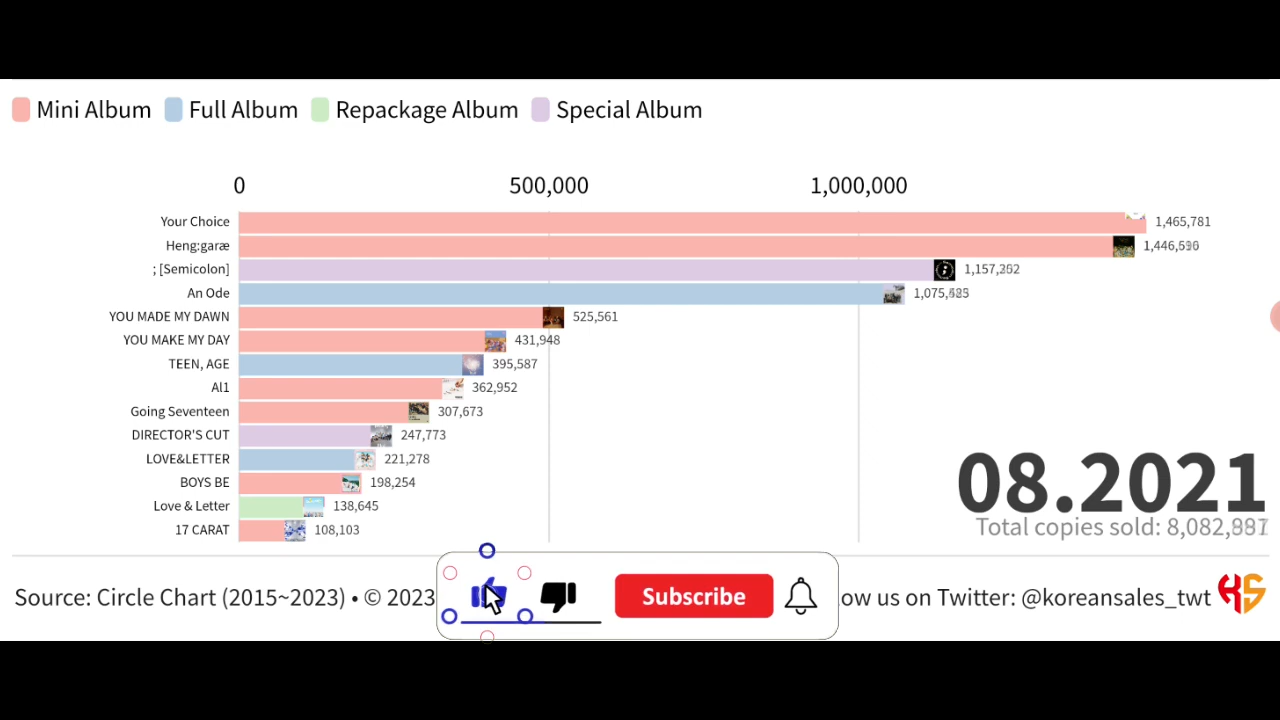 Mini Album Full Album Repackage Album Special Album
0 500,000 1,000,000
Your Choice 1,465,781
Heng:garæ
; [Semicolon]
An Ode
YOU MADE MY DAWN 525,561
YOU MAKE MY DAY 431,948
TEEN, AGE 395,587
Al1 362,952
Going Seventeen 307,673
DIRECTOR'S CUT 247,773
LOVE&LETTER 221,278
BOYS BE 198,254
Love & Letter 138,645
17 CARAT 108,103
08.2021
Total copies sold:
Source: Circle Chart (2015~2023) • © 2023 ow us on Twitter: @koreansales_twt
Subscribe